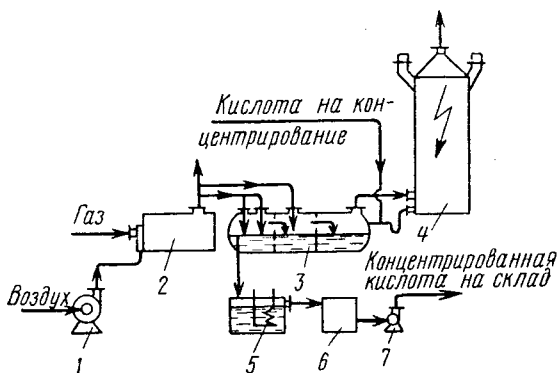 Кислота на кон-
центрирование
Газ
2
3
4
Воздух
1
5
6
7
Концентрированная
кислота на склад